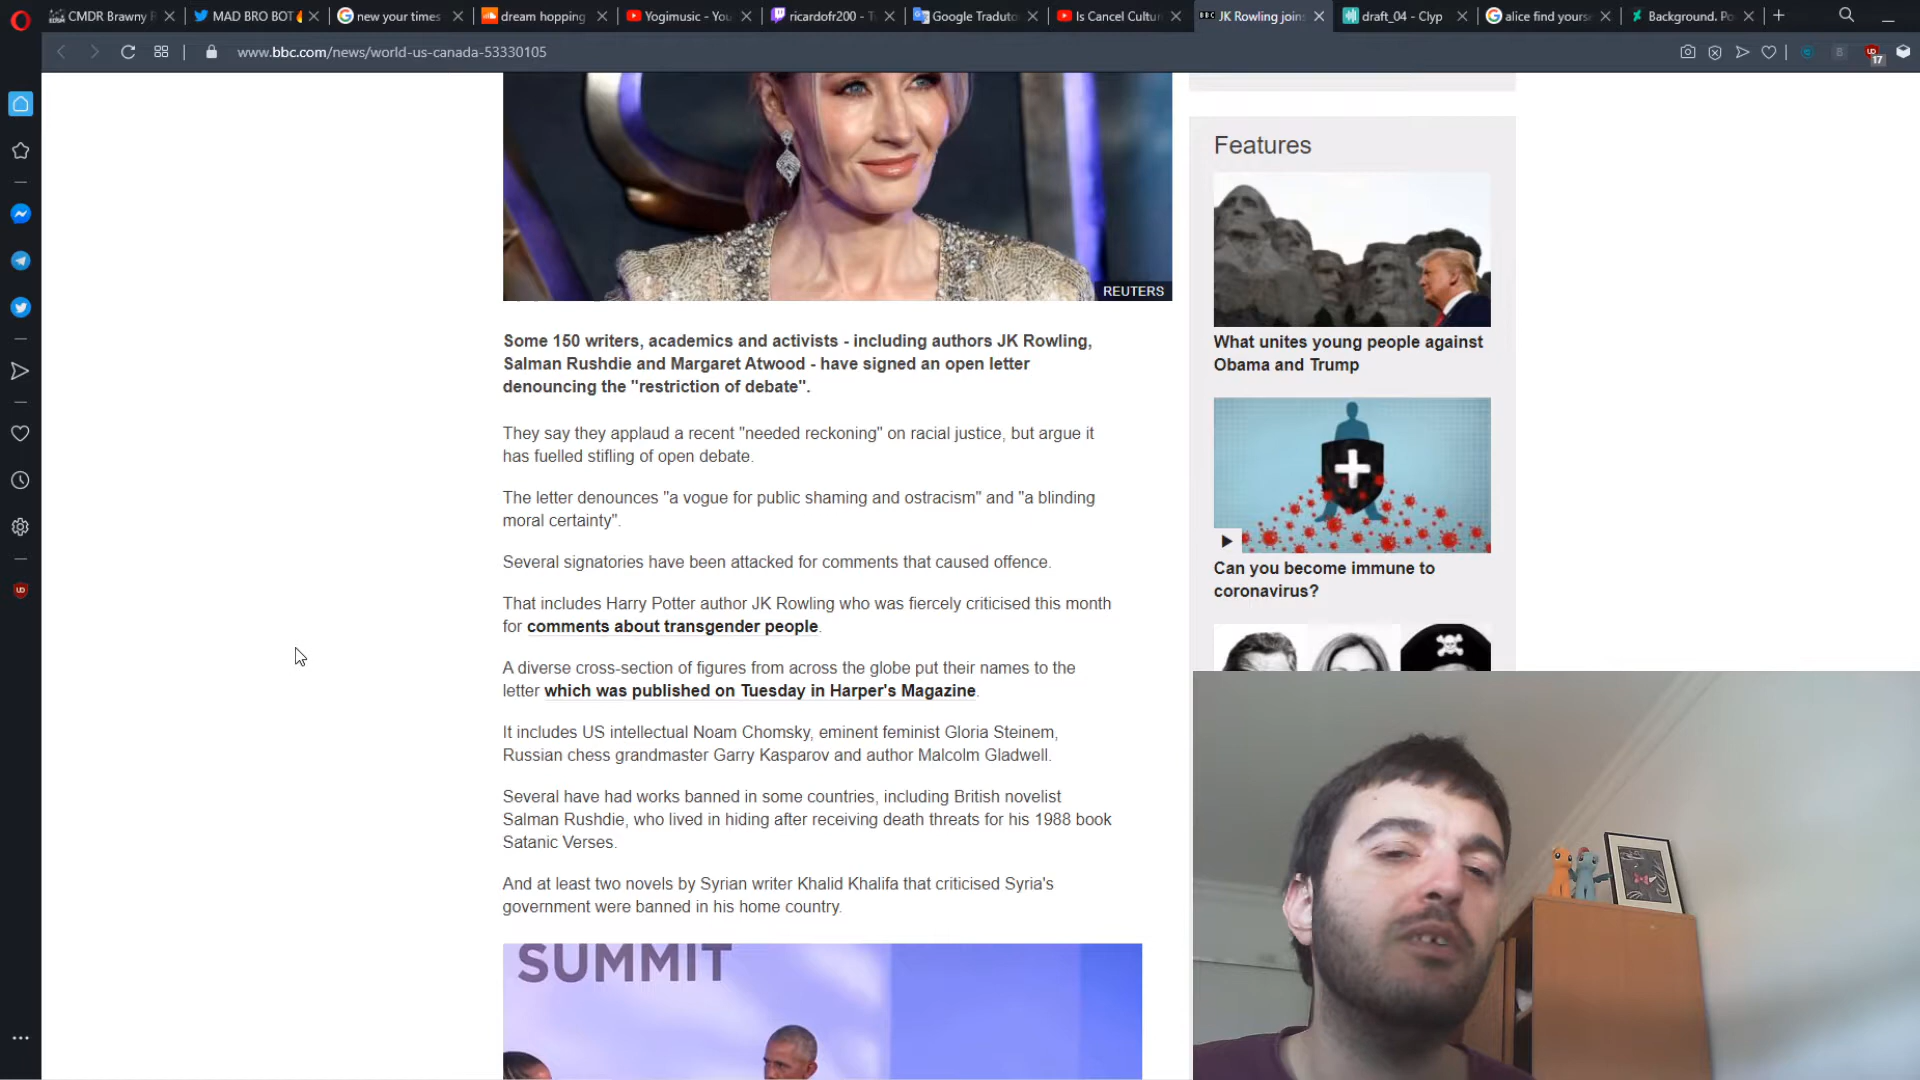 CMDR Brawny
MAD BRO BOT
new your times
dream hopping
Yogimusic - You
ricardofr200 - T
Google Traduto
Is Cancel Cultu
JK Rowling joins
draft_04 - Clyp
alice find yours
Background. Po
www.bbc.com/news/world-us-canada-53330105
17
REUTERS
Some 150 writers, academics and activists - including authors JK Rowling,
Salman Rushdie and Margaret Atwood - have signed an open letter
denouncing the "restriction of debate".
They say they applaud a recent "needed reckoning" on racial justice, but argue it
has fuelled stifling of open debate.
The letter denounces "a vogue for public shaming and ostracism" and "a blinding
moral certainty".
Several signatories have been attacked for comments that caused offence.
That includes Harry Potter author JK Rowling who was fiercely criticised this month
for comments about transgender people.
A diverse cross-section of figures from across the globe put their names to the
letter which was published on Tuesday in Harper's Magazine.
It includes US intellectual Noam Chomsky, eminent feminist Gloria Steinem,
Russian chess grandmaster Garry Kasparov and author Malcolm Gladwell.
Several have had works banned in some countries, including British novelist
Salman Rushdie, who lived in hiding after receiving death threats for his 1988 book
Satanic Verses.
And at least two novels by Syrian writer Khalid Khalifa that criticised Syria's
government were banned in his home country.
SUMMIT
Features
What unites young people against
Obama and Trump
Can you become immune to
coronavirus?